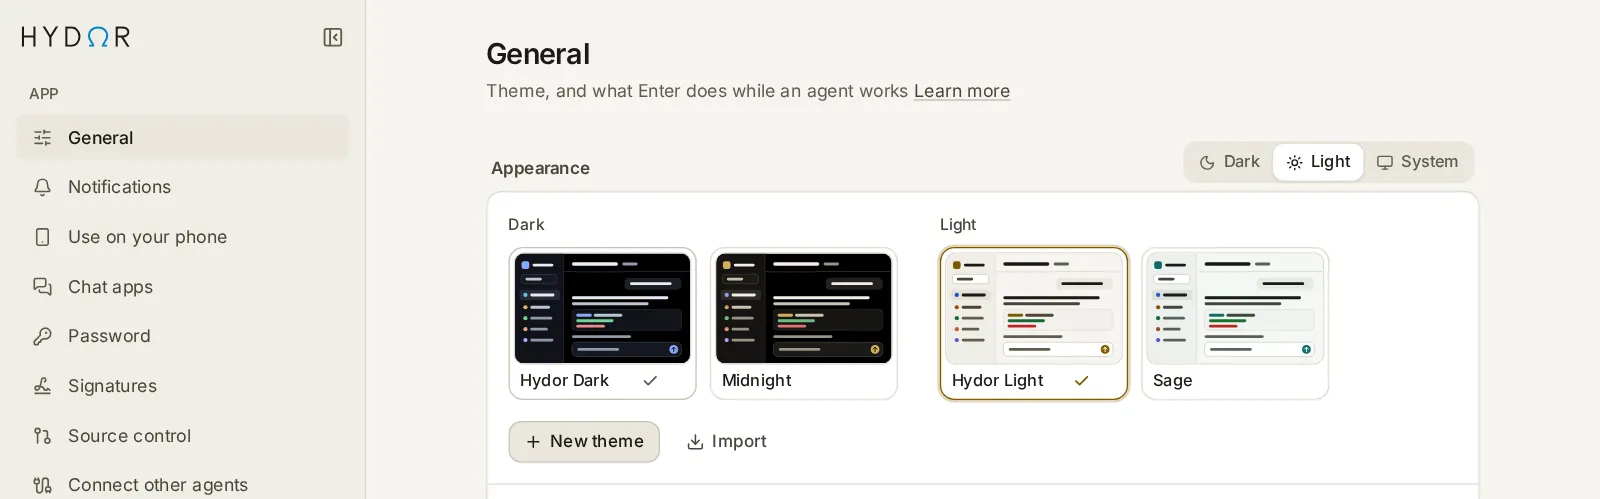 HYDΩR
APP
General
Notifications
Use on your phone
Chat apps
Password
Signatures
Source control
Connect other agents
General
Theme, and what Enter does while an agent works Learn more
Appearance
Dark
Light
System
Dark
Light
Hydor Dark
Midnight
Hydor Light
Sage
New theme
Import